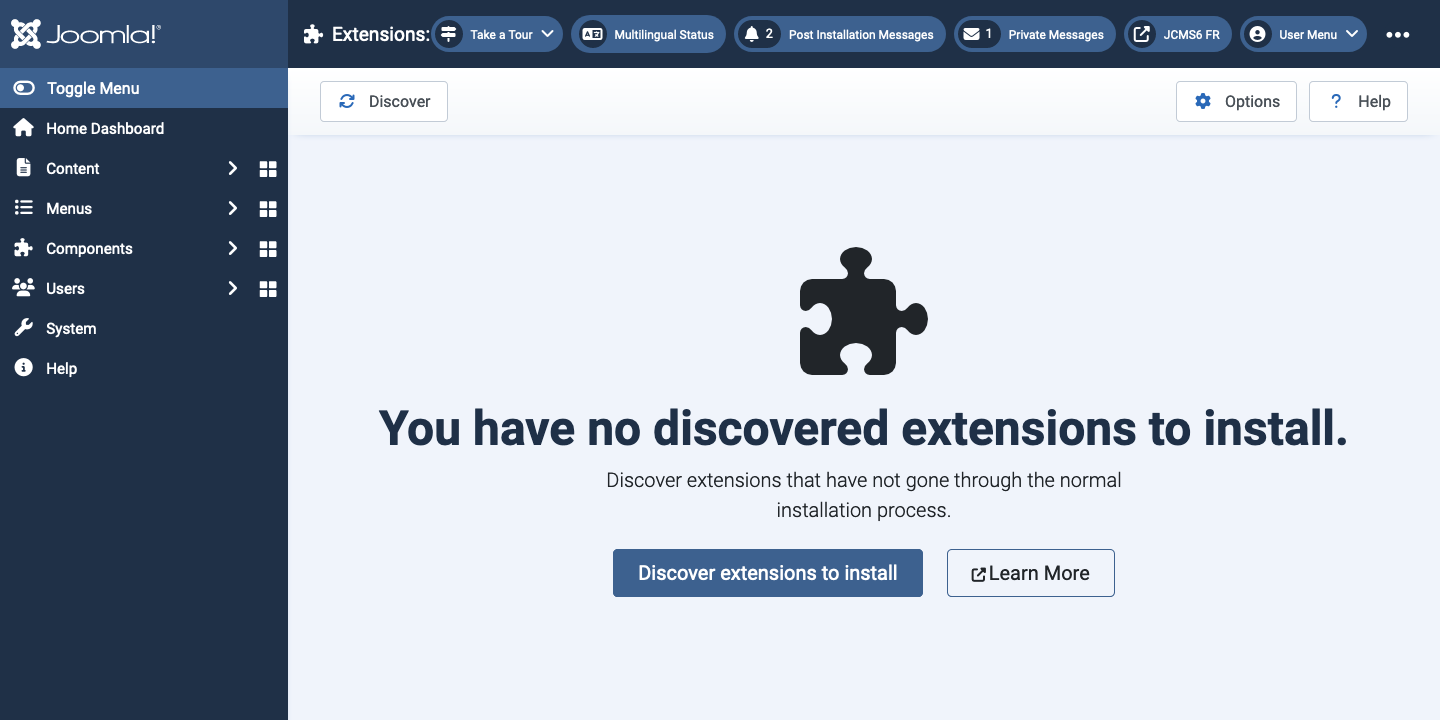 Joomla!®
Extensions:
Take a Tour
Multilingual Status
2 Post Installation Messages
1 Private Messages
JCMS6 FR
User Menu
Toggle Menu
Home Dashboard
Content
Menus
Components
Users
System
Help
Discover
Options
? Help
You have no discovered extensions to install.
Discover extensions that have not gone through the normal
installation process.
Discover extensions to install
Learn More